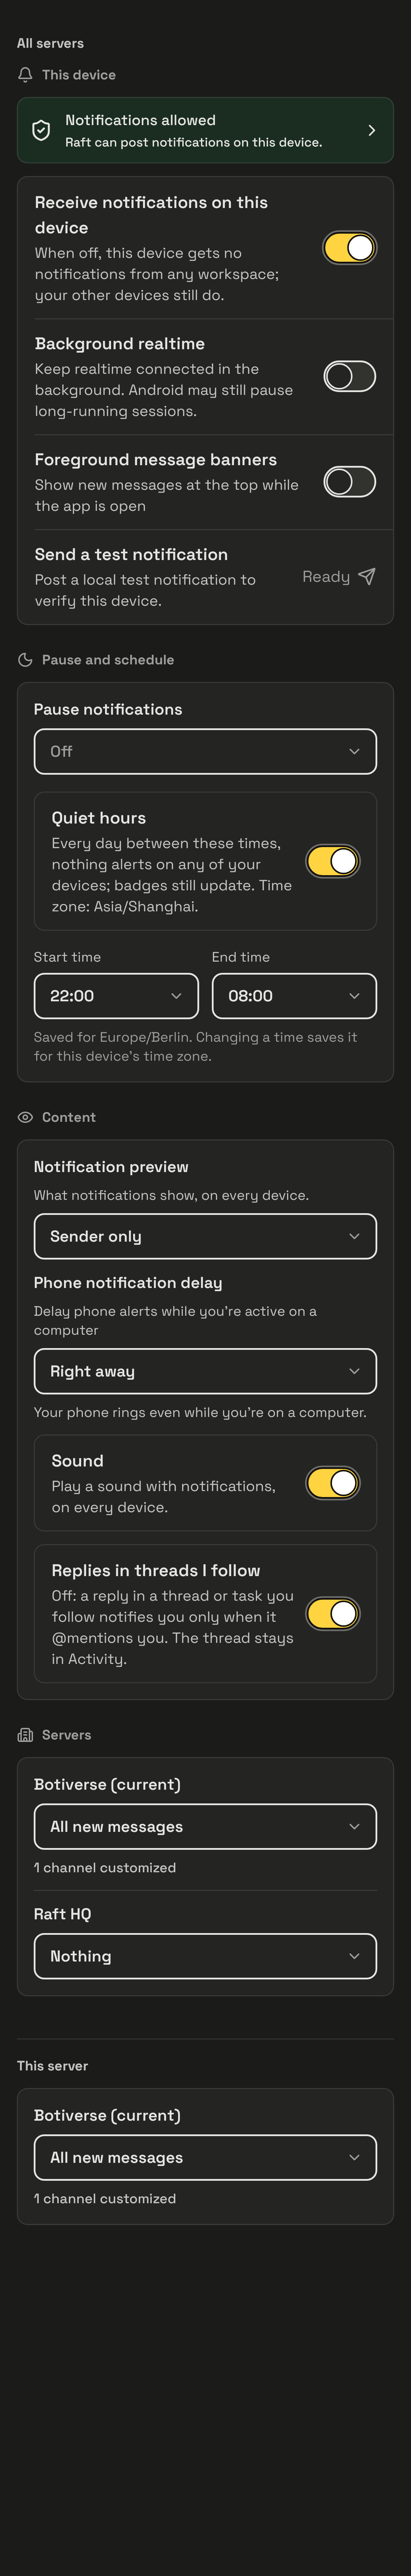 All servers
This device
Notifications allowed
Raft can post notifications on this device.
Receive notifications on this
device
When off, this device gets no
notifications from any workspace;
your other devices still do.
Background realtime
Keep realtime connected in the
background. Android may still pause
long-running sessions.
Foreground message banners
Show new messages at the top while
the app is open
Send a test notification
Post a local test notification to
verify this device.
Ready
Pause and schedule
Pause notifications
Off
Quiet hours
Every day between these times,
nothing alerts on any of your
devices; badges still update. Time
zone: Asia/Shanghai.
Start time
End time
22:00
08:00
Saved for Europe/Berlin. Changing a time saves it
for this device's time zone.
Content
Notification preview
What notifications show, on every device.
Sender only
Phone notification delay
Delay phone alerts while you're active on a
computer
Right away
Your phone rings even while you're on a computer.
Sound
Play a sound with notifications,
on every device.
Replies in threads I follow
Off: a reply in a thread or task you
follow notifies you only when it
@mentions you. The thread stays
in Activity.
Servers
Botiverse (current)
All new messages
1 channel customized
Raft HQ
Nothing
This server
Botiverse (current)
All new messages
1 channel customized